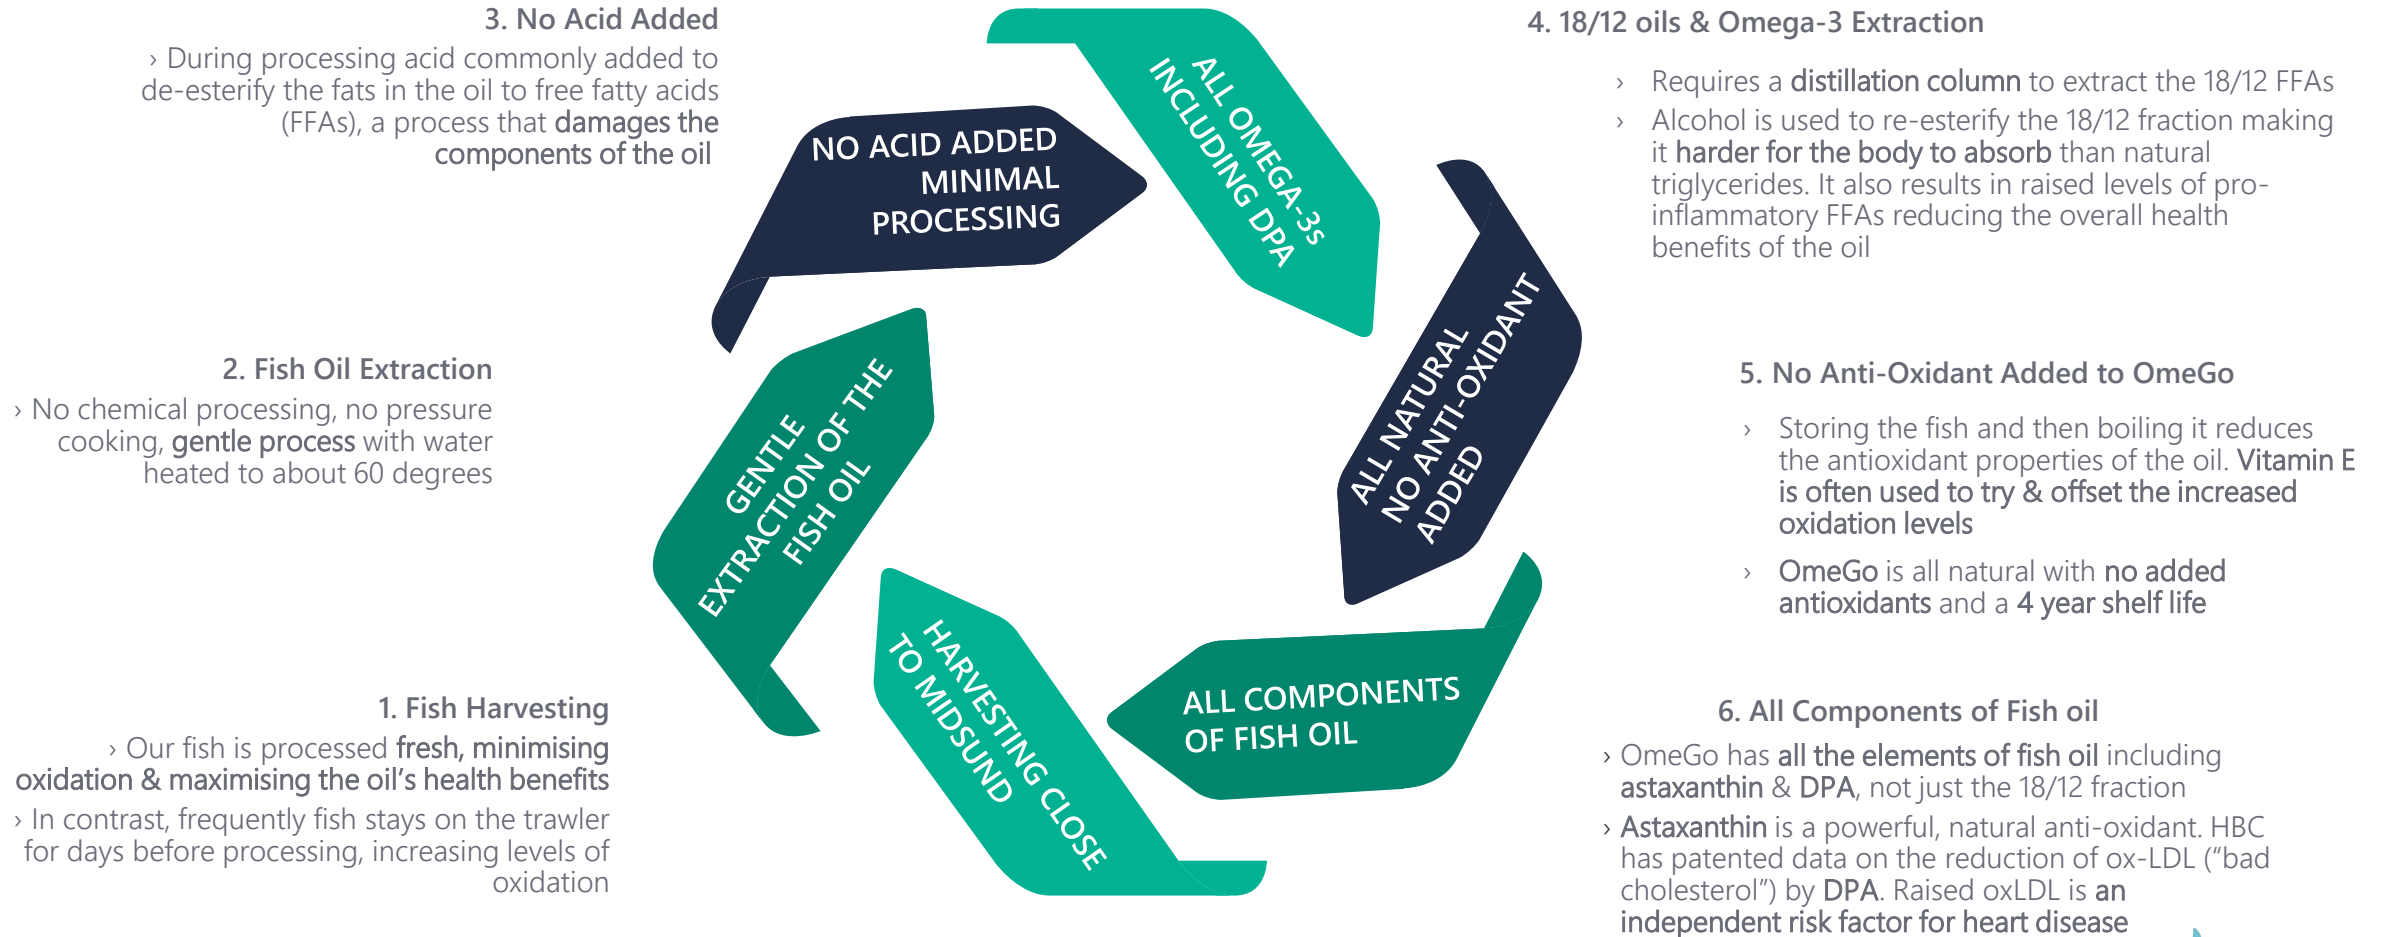 3. No Acid Added
› During processing acid commonly added to
de-esterify the fats in the oil to free fatty acids
(FFAs), a process that damages the
components of the oil
2. Fish Oil Extraction
› No chemical processing, no pressure
cooking, gentle process with water
heated to about 60 degrees
1. Fish Harvesting
› Our fish is processed fresh, minimising
oxidation & maximising the oil’s health benefits
› In contrast, frequently fish stays on the trawler
for days before processing, increasing levels of
oxidation
NO ACID ADDED
MINIMAL
PROCESSING
ALL OMEGA-3s
INCLUDING DPA
ALL NATURAL
NO ANTI-OXIDANT
ADDED
ALL COMPONENTS
OF FISH OIL
HARVESTING CLOSE
TO MIDSUND
GENTLE
EXTRACTION OF THE
FISH OIL
4. 18/12 oils & Omega-3 Extraction
› Requires a distillation column to extract the 18/12 FFAs
› Alcohol is used to re-esterify the 18/12 fraction making
it harder for the body to absorb than natural
triglycerides. It also results in raised levels of pro-
inflammatory FFAs reducing the overall health
benefits of the oil
5. No Anti-Oxidant Added to OmeGo
› Storing the fish and then boiling it reduces
the antioxidant properties of the oil. Vitamin E
is often used to try & offset the increased
oxidation levels
› OmeGo is all natural with no added
antioxidants and a 4 year shelf life
6. All Components of Fish oil
› OmeGo has all the elements of fish oil including
astaxanthin & DPA, not just the 18/12 fraction
› Astaxanthin is a powerful, natural anti-oxidant. HBC
has patented data on the reduction of ox-LDL (“bad
cholesterol”) by DPA. Raised oxLDL is an
independent risk factor for heart disease